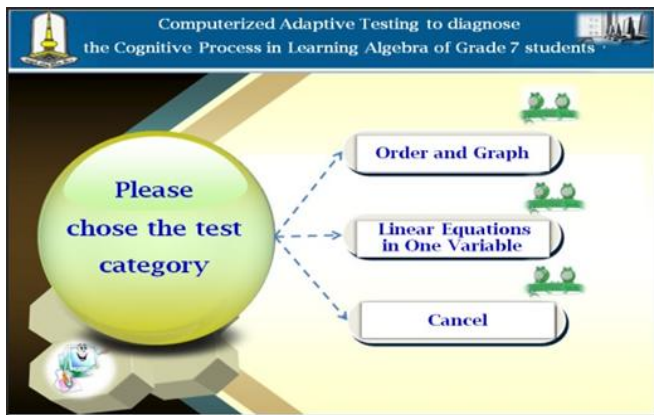 Computerized Adaptive Testing to diagnose
the Cognitive Process in Learning Algebra of Grade 7 students
Please
chose the test
category
Order and Graph
Linear Equations
in One Variable
Cancel